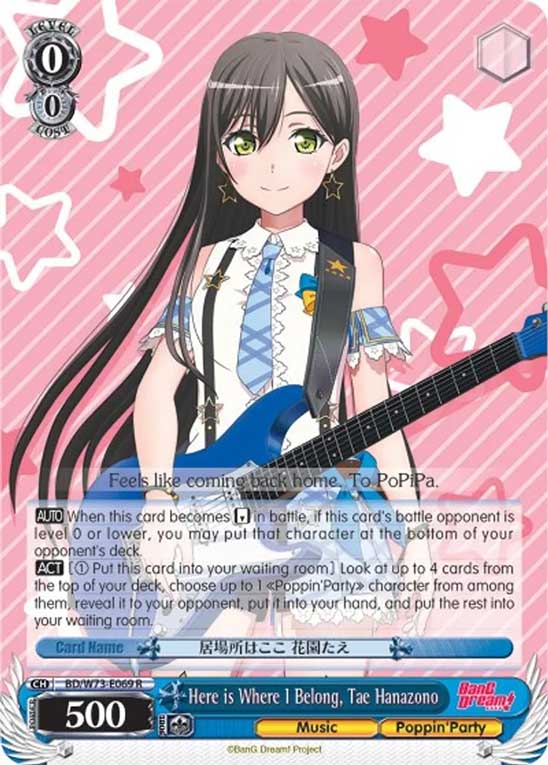 LEVEL
0
0
COST
Feels like coming back home. To PoPiPa.
AUTO When this card becomes in battle, if this card's battle opponent is
level 0 or lower, you may put that character at the bottom of your
opponent's deck.
ACT [① Put this card into your waiting room] Look at up to 4 cards from
the top of your deck, choose up to 1 «Poppin'Party» character from among
them, reveal it to your opponent, put it into your hand, and put the rest into
your waiting room.
Card Name 居場所はここ 花園たえ
CH BD/W73-E069 R
Here is Where I Belong, Tae Hanazono
BanG Dream!
POWER 500
SIDE
Music Poppin'Party
©BanG Dream! Project